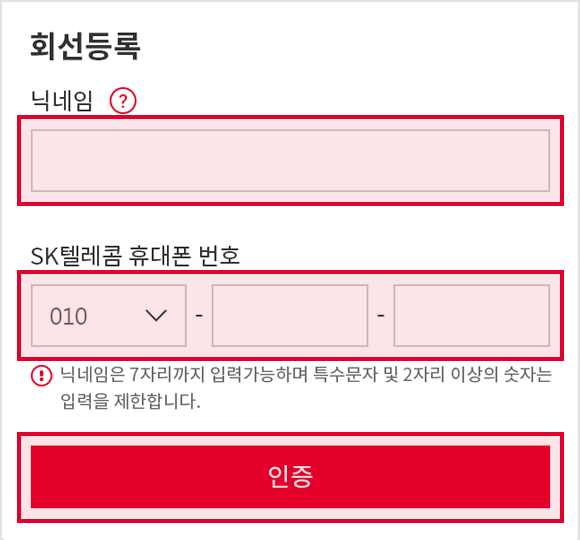 회선등록
닉네임 ?
SK텔레콤 휴대폰 번호
010 - -
닉네임은 7자리까지 입력가능하며 특수문자 및 2자리 이상의 숫자는
입력을 제한합니다.
인증